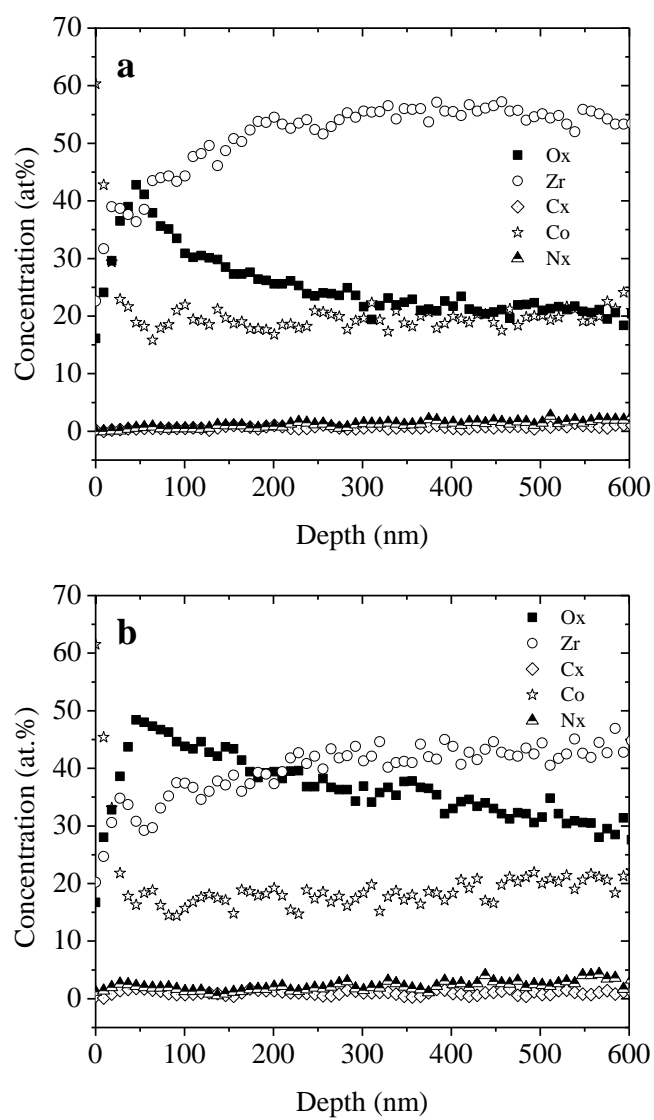 70
a
60
50
Ox
Zr
40
Cx
Co
30
Nx
20
10
0
0 100 200 300 400 500 600
Concentration (at%)
Depth (nm)
70
b
Ox
60
Zr
Cx
50
Co
Nx
40
30
20
10
0
0 100 200 300 400 500 600
Concentration (at.%)
Depth (nm)